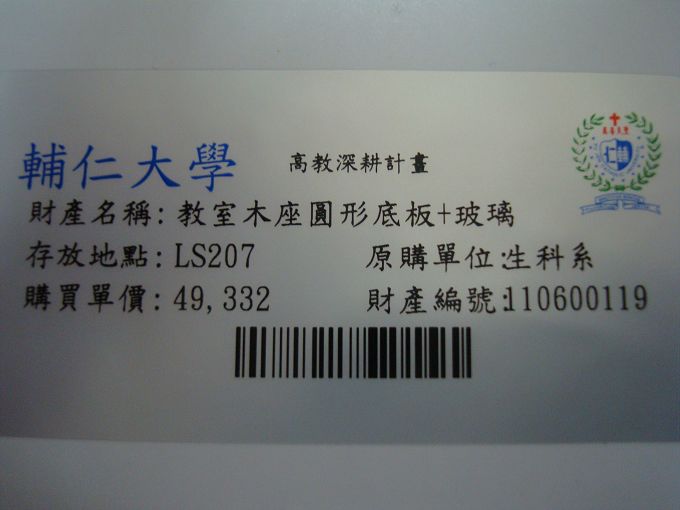 輔仁大學 高教深耕計畫
財產名稱: 教室木座圓形底板+玻璃
存放地點: LS207 原購單位:生科系
購買單價: 49,332 財產編號:110600119